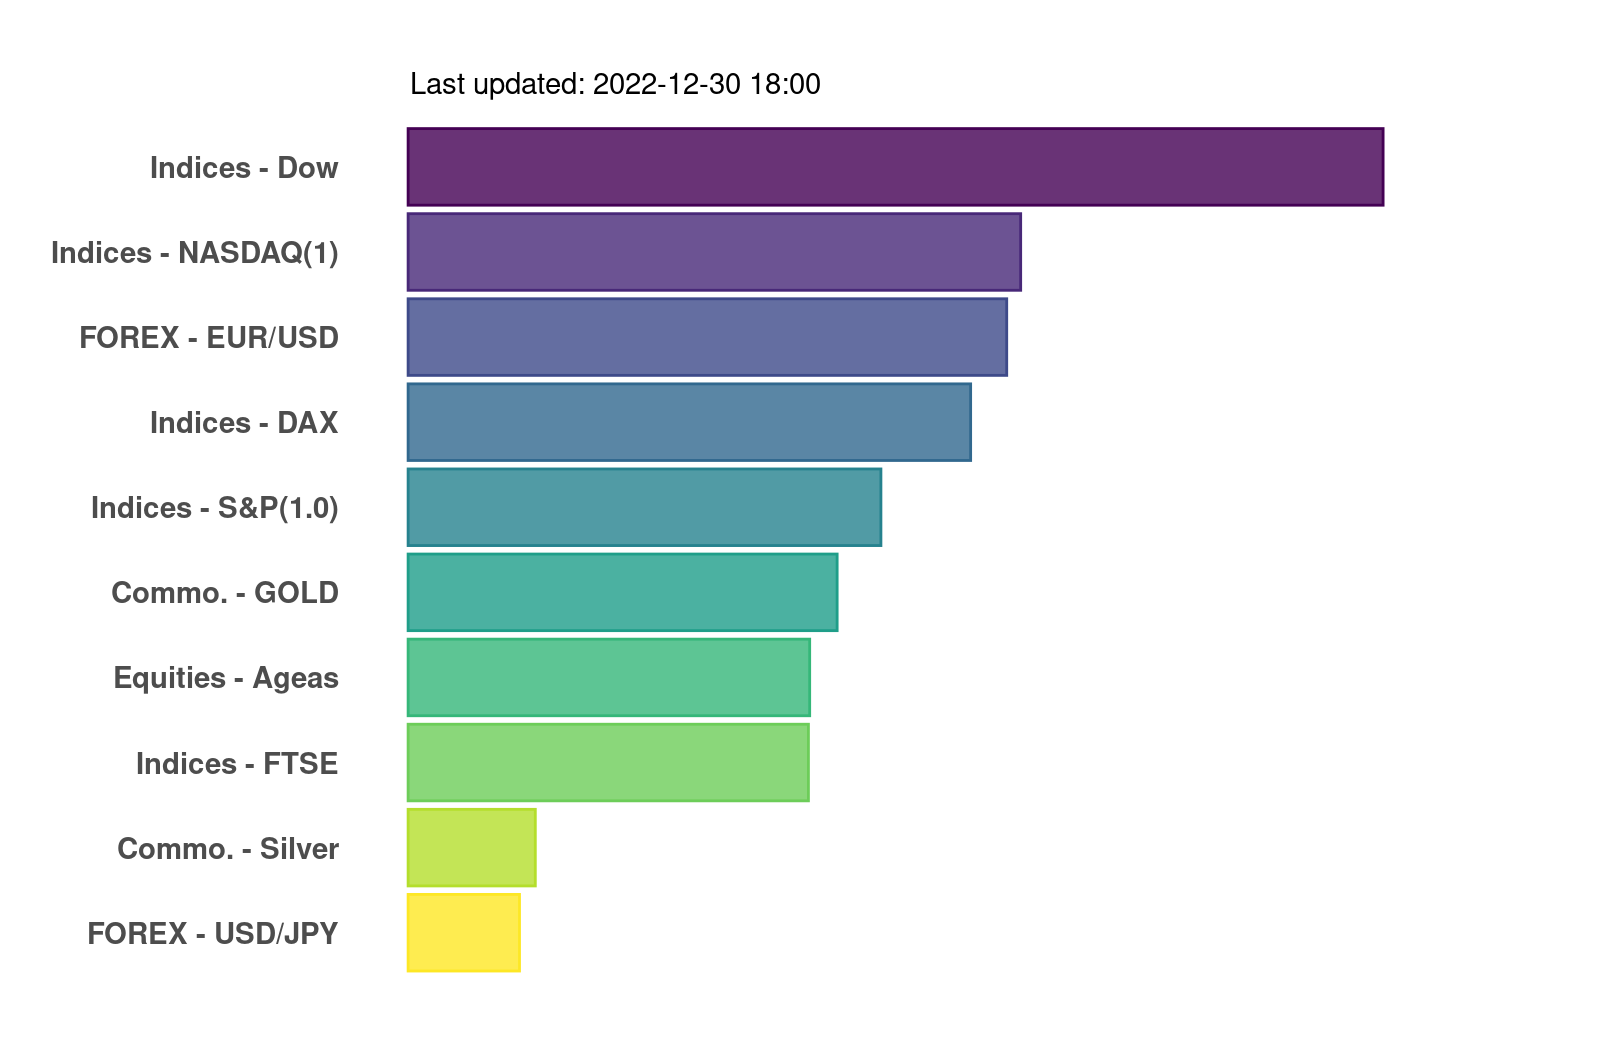 Last updated: 2022-12-30 18:00
Indices - Dow
Indices - NASDAQ(1)
FOREX - EUR/USD
Indices - DAX
Indices - S&P(1.0)
Commo. - GOLD
Equities - Ageas
Indices - FTSE
Commo. - Silver
FOREX - USD/JPY